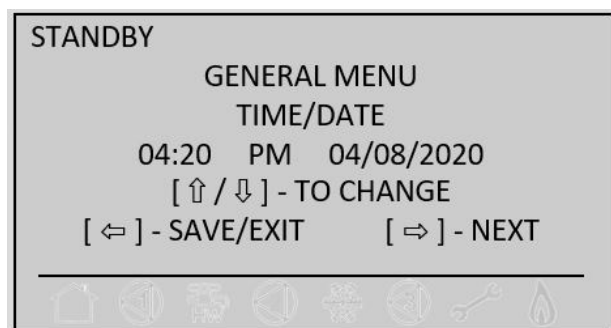 STANDBY
GENERAL MENU
TIME/DATE
04:20 PM 04/08/2020
[ ⇧ / ⇩ ] - TO CHANGE
[ ⇦ ] - SAVE/EXIT [ ⇨ ] - NEXT